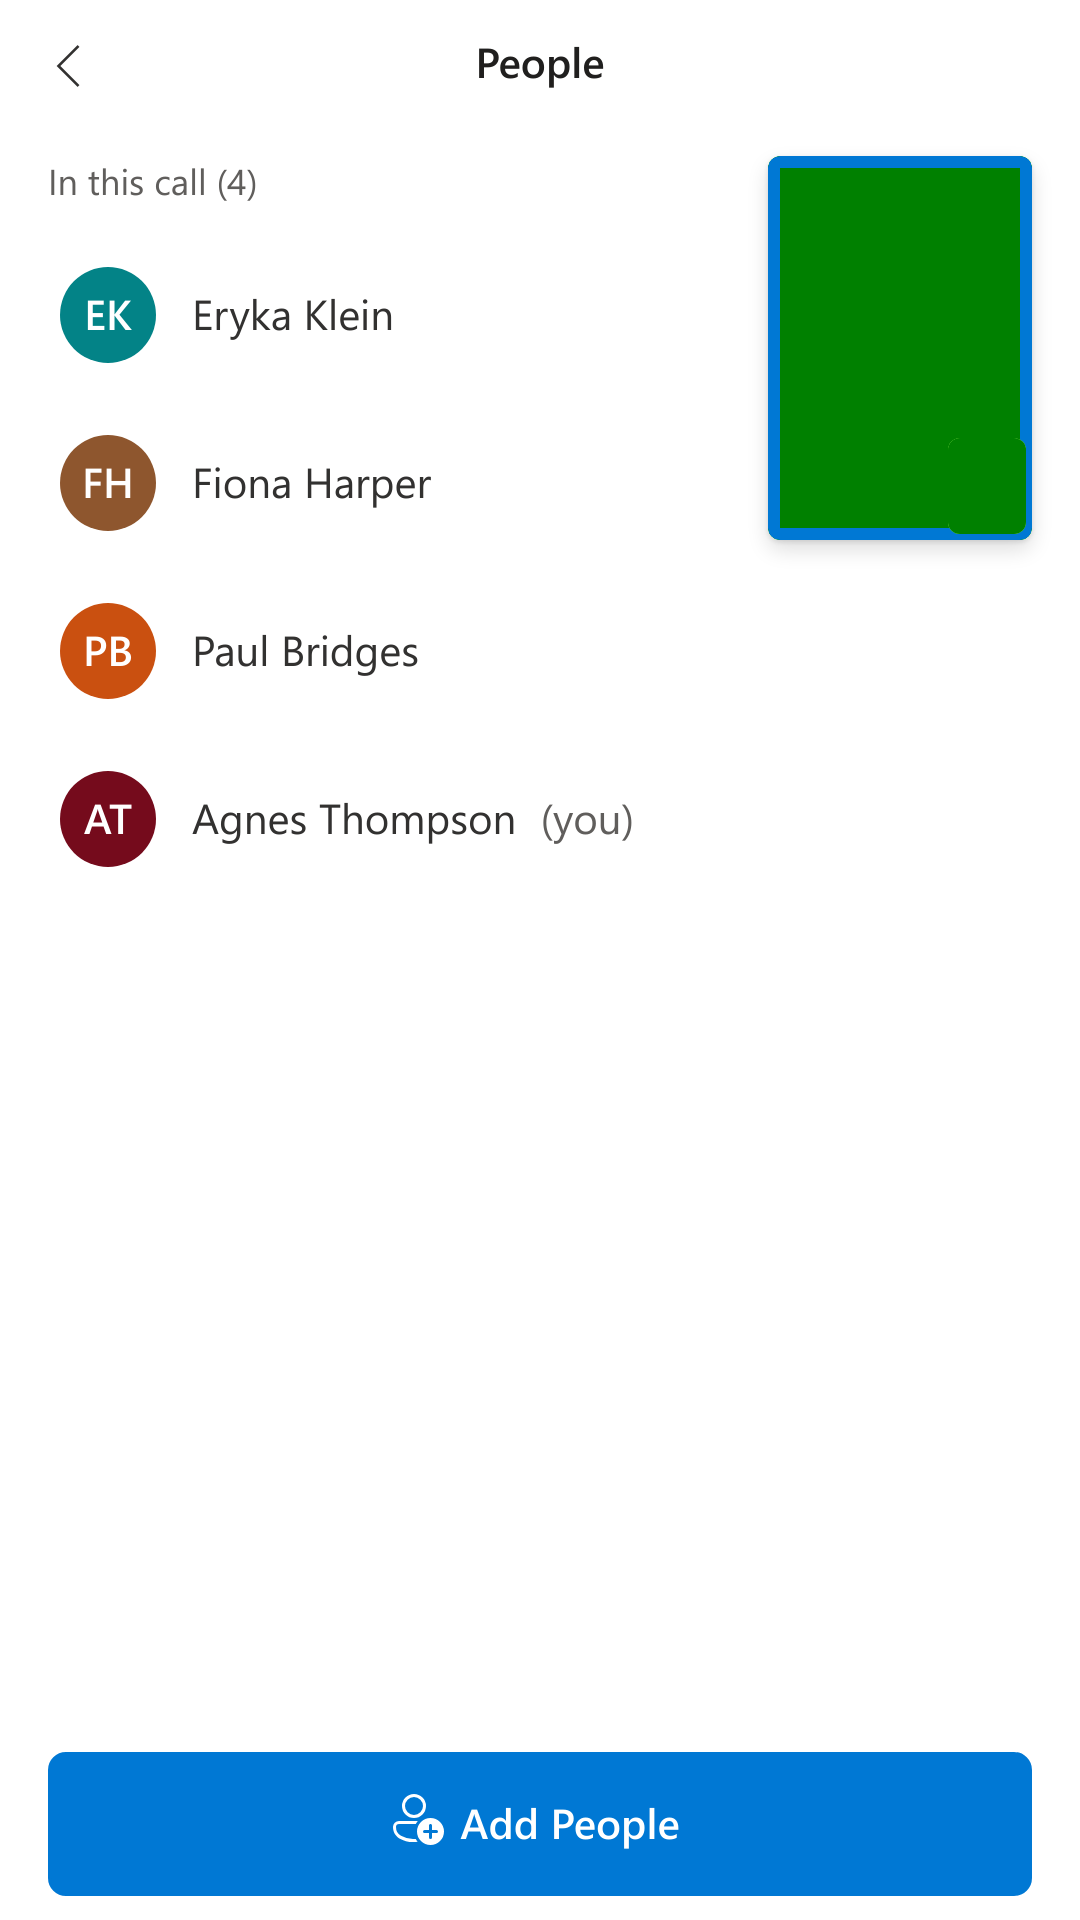 People
In this call (4)
EK Eryka Klein
FH Fiona Harper
PB Paul Bridges
AT Agnes Thompson (you)
Add People